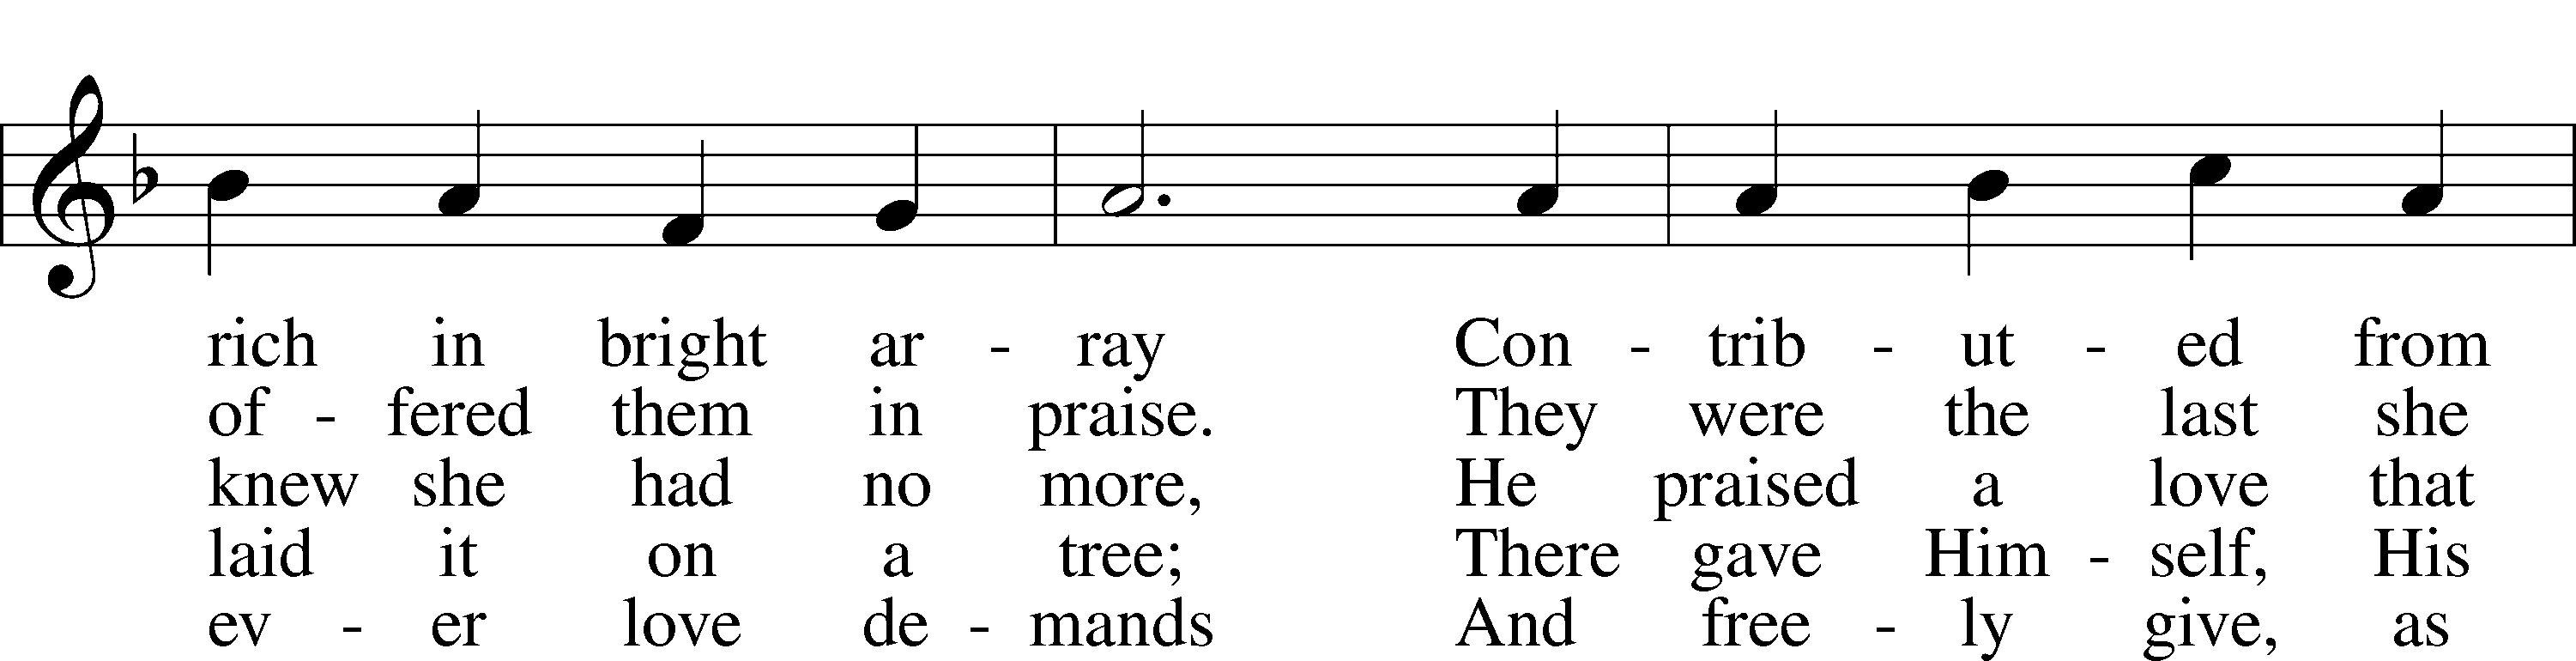 rich in bright ar - ray Con - trib - ut - ed from
of - fered them in praise. They were the last she
knew she had no more, He praised a love that
laid it on a tree; There gave Him - self, His
ev - er love de - mands And free - ly give, as